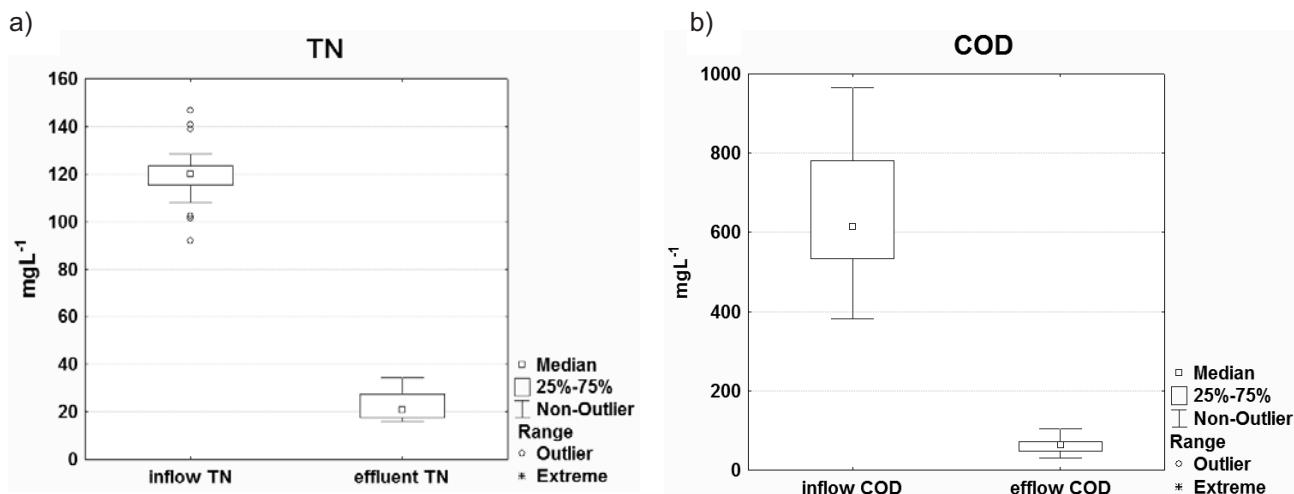 a)
TN
160
140
120
100
80
60
40
20
0
mgL⁻¹
inflow TN
effluent TN
Median
25%-75%
Non-Outlier
Range
Outlier
Extreme
b)
COD
1000
800
600
400
200
0
mgL⁻¹
inflow COD
efflow COD
Median
25%-75%
Non-Outlier
Range
Outlier
Extreme